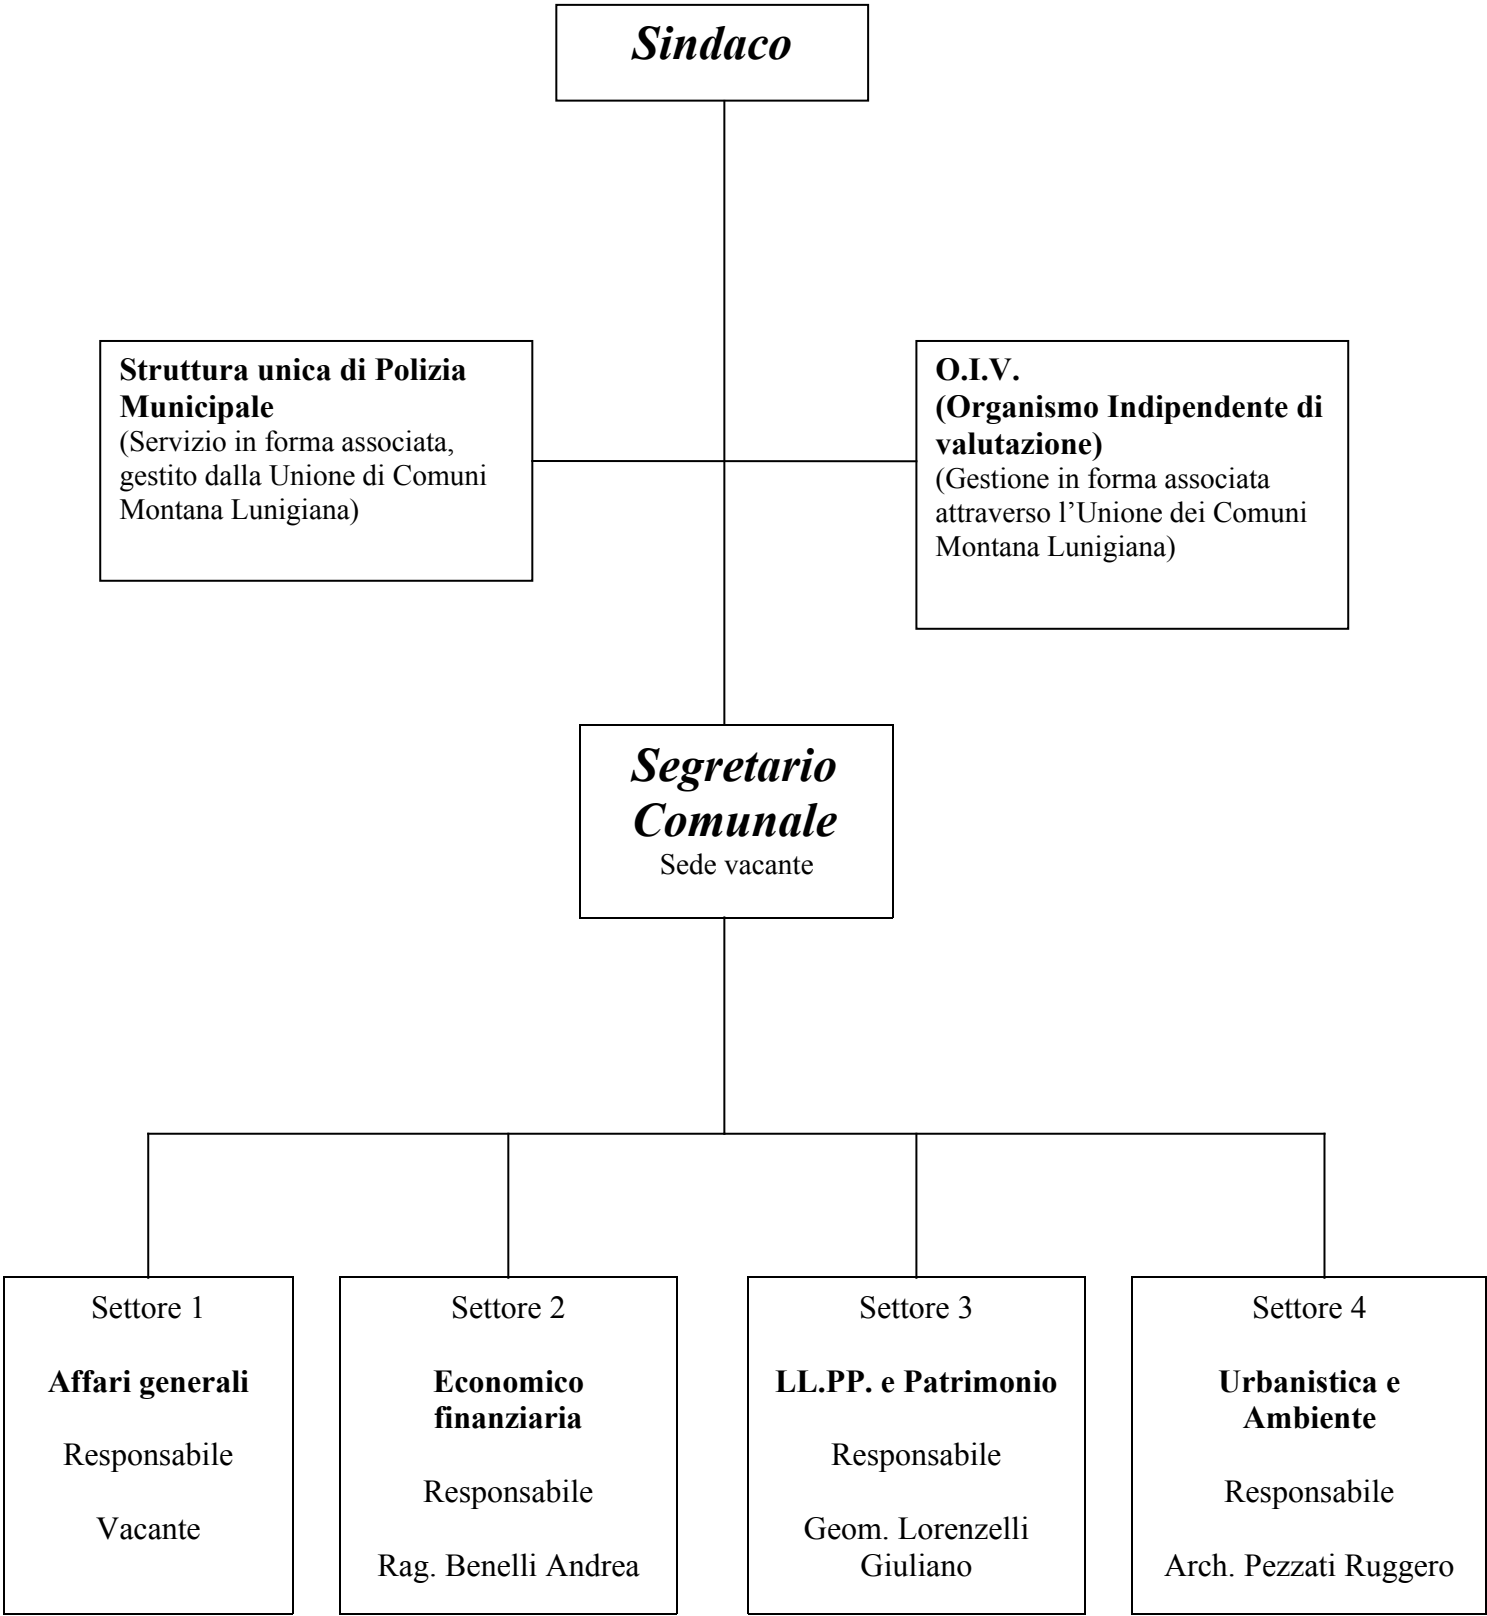 Sindaco
Struttura unica di Polizia
Municipale
(Servizio in forma associata,
gestito dalla Unione di Comuni
Montana Lunigiana)
O.I.V.
(Organismo Indipendente di
valutazione)
(Gestione in forma associata
attraverso l’Unione dei Comuni
Montana Lunigiana)
Segretario
Comunale
Sede vacante
Settore 1
Affari generali
Responsabile
Vacante
Settore 2
Economico
finanziaria
Responsabile
Rag. Benelli Andrea
Settore 3
LL.PP. e Patrimonio
Responsabile
Geom. Lorenzelli
Giuliano
Settore 4
Urbanistica e
Ambiente
Responsabile
Arch. Pezzati Ruggero